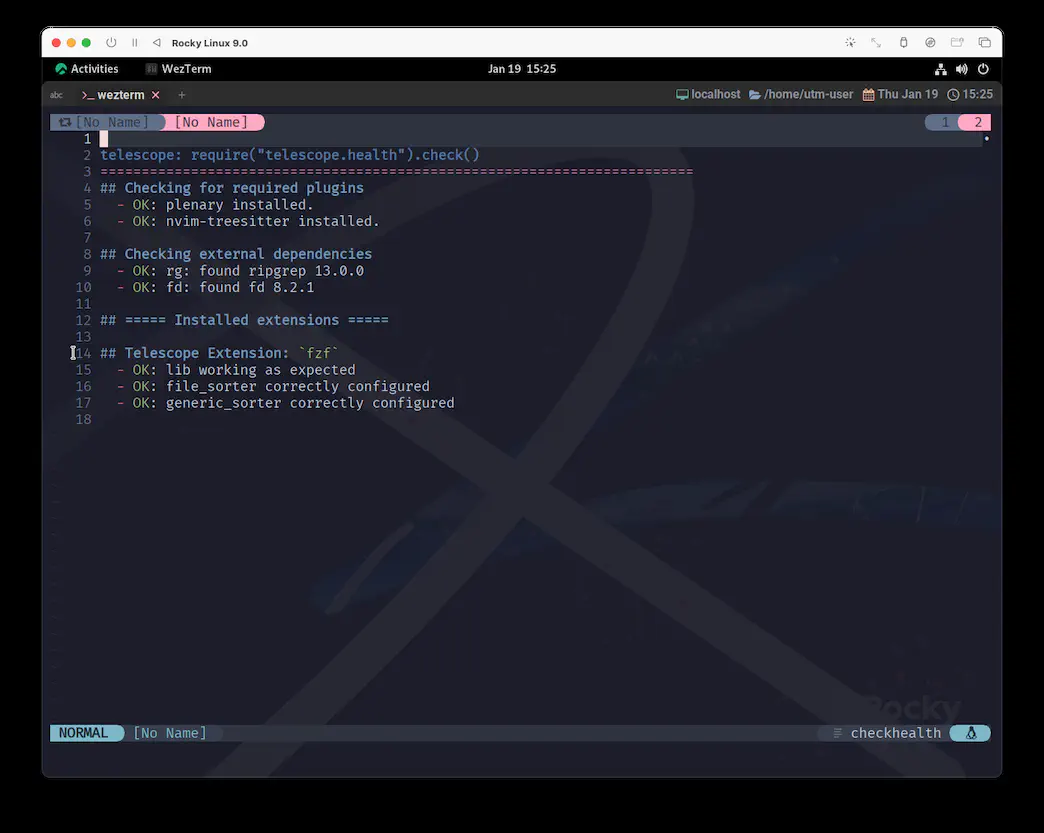 Rocky Linux 9.0
Activities WezTerm Jan 19 15:25
abc >_ wezterm × + localhost /home/utm-user Thu Jan 19 15:25
[No Name] [No Name] 1 2
1
2 telescope: require("telescope.health").check()
3 ========================================================================
4 ## Checking for required plugins
5 - OK: plenary installed.
6 - OK: nvim-treesitter installed.
7
8 ## Checking external dependencies
9 - OK: rg: found ripgrep 13.0.0
10 - OK: fd: found fd 8.2.1
11
12 ## ===== Installed extensions =====
13
14 ## Telescope Extension: `fzf`
15 - OK: lib working as expected
16 - OK: file_sorter correctly configured
17 - OK: generic_sorter correctly configured
18
Rocky
NORMAL [No Name] checkhealth